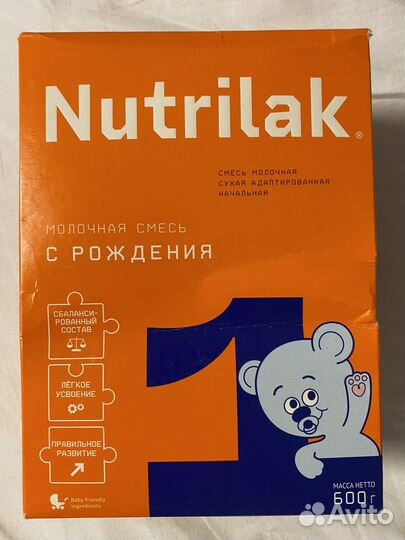 Nutrilak®
СМЕСЬ МОЛОЧНАЯ
СУХАЯ АДАПТИРОВАННАЯ
НАЧАЛЬНАЯ
МОЛОЧНАЯ СМЕСЬ
С РОЖДЕНИЯ
СБАЛАНСИ-
РОВАННЫЙ
СОСТАВ
ЛЁГКОЕ
УСВОЕНИЕ
ПРАВИЛЬНОЕ
РАЗВИТИЕ
1
Baby friendly
ingredients
МАССА НЕТТО
600 г
Avito